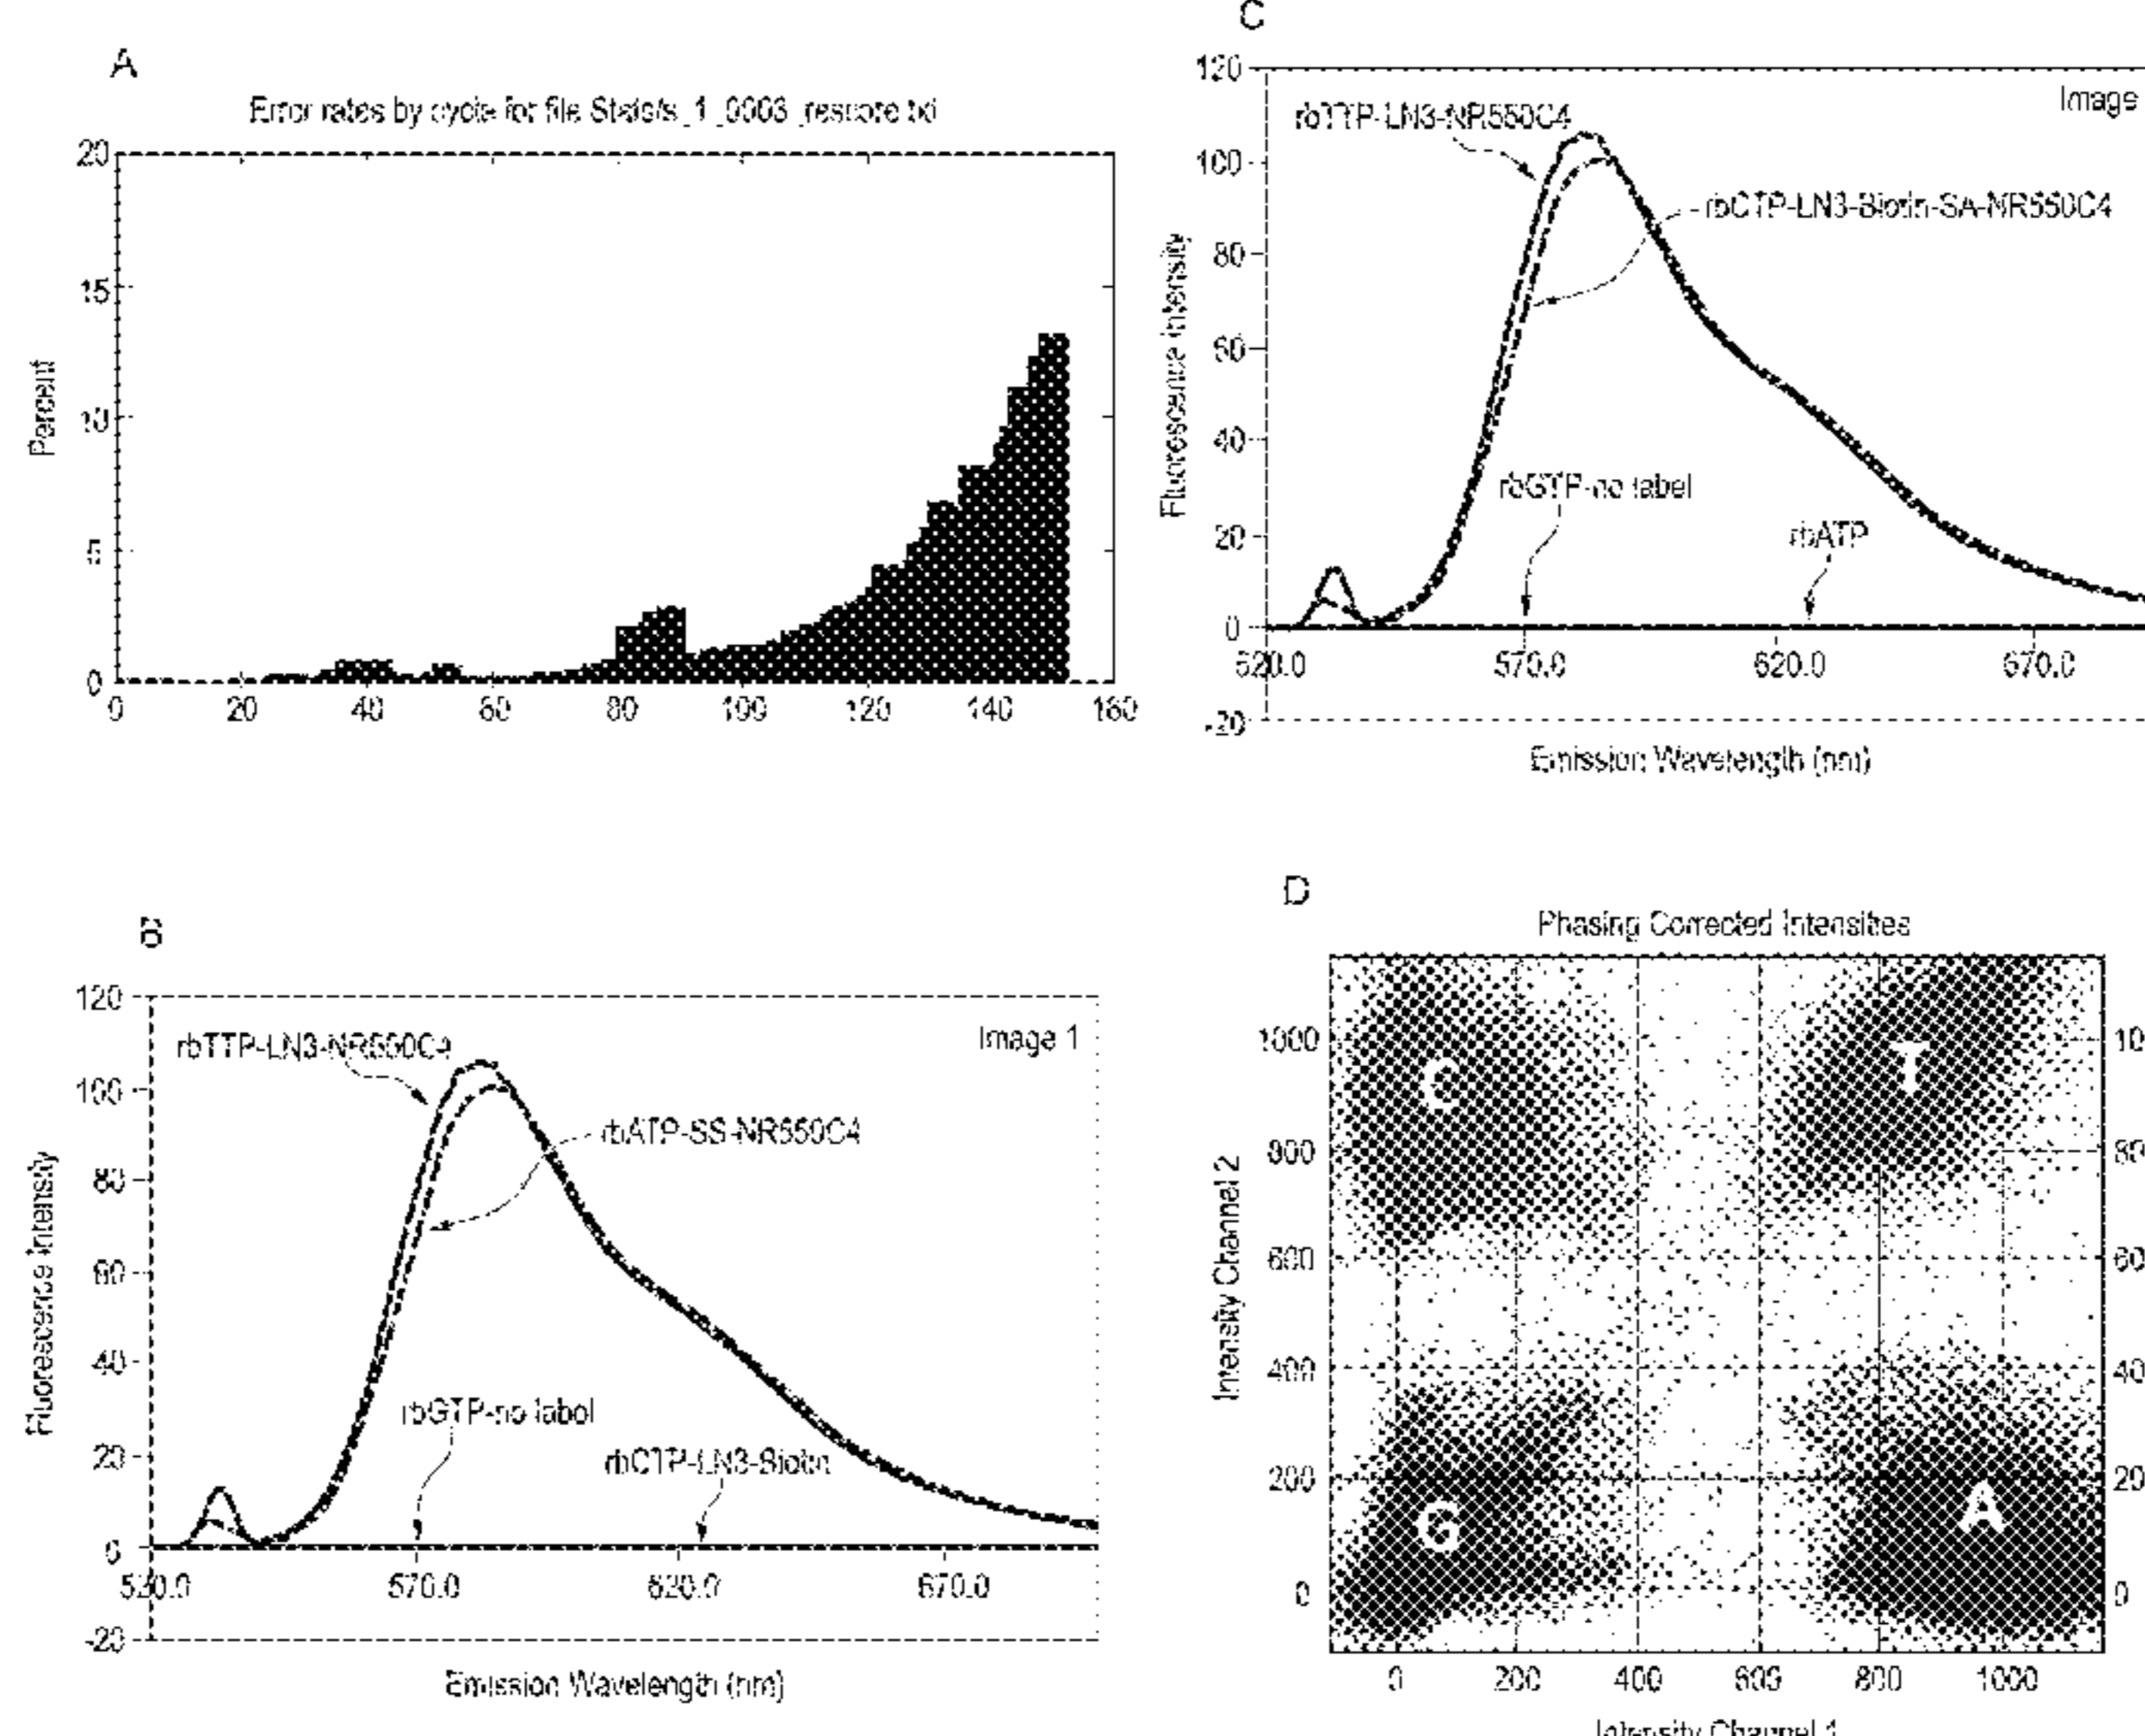 A
Error rates by cycle for file Stats/s_1_0003_rescore.txt
Percent
20
15
10
5
0
0 20 40 60 80 100 120 140 160
C
Image
rbTTP-LN3-NR550C4
rbCTP-LN3-Biotin-SA-NR550C4
rbGTP-no label
rbATP
Fluorescence Intensity
120
100
80
60
40
20
0
-20
520.0 570.0 620.0 670.0
Emission Wavelength (nm)
B
Image 1
rbTTP-LN3-NR550C4
rbATP-SS-NR550C4
rbGTP-no label
rbCTP-LN3-Biotin
Fluorescence Intensity
120
100
80
60
40
20
0
-20
520.0 570.0 620.0 670.0
Emission Wavelength (nm)
D
Phasing Corrected Intensities
C
T
G
A
Intensity Channel 2
1000 10
800 80
600 60
400 40
200 20
0 0
0 200 400 600 800 1000
Intensity Channel 1